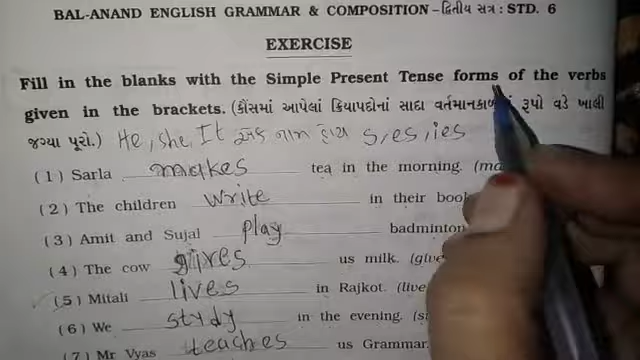 BAL-ANAND ENGLISH GRAMMAR & COMPOSITION – દ્વિતીય સત્ર : STD. 6
EXERCISE
Fill in the blanks with the Simple Present Tense forms of the verbs
given in the brackets. (કૌંસમાં આપેલાં ક્રિયાપદોનાં સાદા વર્તમાનકાળનાં રૂપો વડે ખાલી
જગ્યા પૂરો.) He, she, It એક નામ હોય s, es, ies
(1) Sarla makes tea in the morning. (ma
(2) The children write in their boo
(3) Amit and Sujal play badminton
(4) The cow gives us milk. (give
(5) Mitali lives in Rajkot. (live
(6) We study in the evening. (s
(7) Mr Vyas teaches us Grammar.